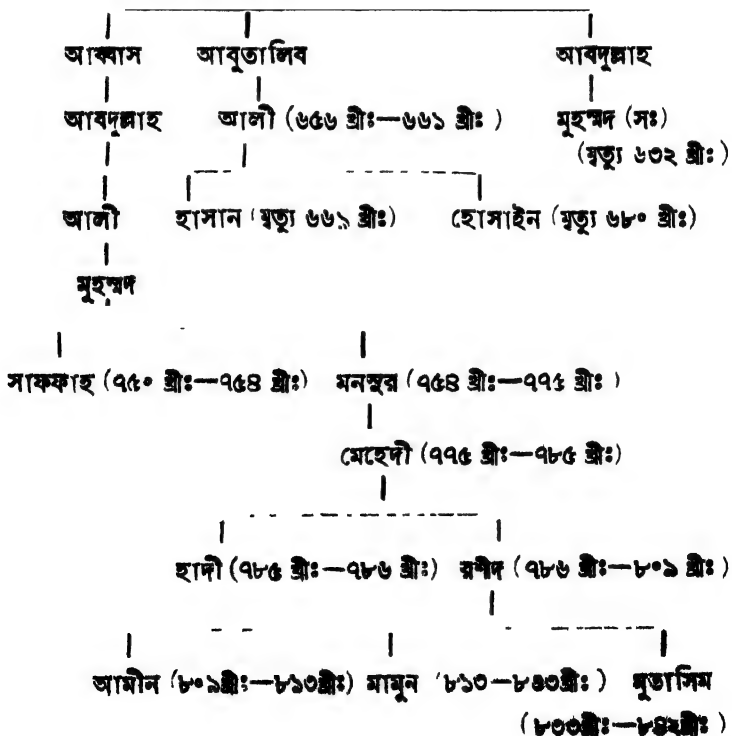 আব্বাস আবুতালিব আবদুল্লাহ
আবদুল্লাহ আলী (৬৫৬ খ্রীঃ—৬৬১ খ্রীঃ) মুহম্মদ (সঃ)
(মৃত্যু ৬৩২ খ্রীঃ)
আলী হাসান (মৃত্যু ৬৬৯ খ্রীঃ) হোসাইন (মৃত্যু ৬৮০ খ্রীঃ)
মুহম্মদ
সাফফাহ (৭৫০ খ্রীঃ—৭৫৪ খ্রীঃ) মনসুর (৭৫৪ খ্রীঃ—৭৭৫ খ্রীঃ)
মেহেদী (৭৭৫ খ্রীঃ—৭৮৫ খ্রীঃ)
হাদী (৭৮৫ খ্রীঃ—৭৮৬ খ্রীঃ) রশীদ (৭৮৬ খ্রীঃ—৮০৯ খ্রীঃ)
আমীন (৮০৯খ্রীঃ—৮১৩খ্রীঃ) মামুন (৮১৩—৮৩৩খ্রীঃ) মুতাসিম
(৮৩৩খ্রীঃ—৮৪২খ্রীঃ)